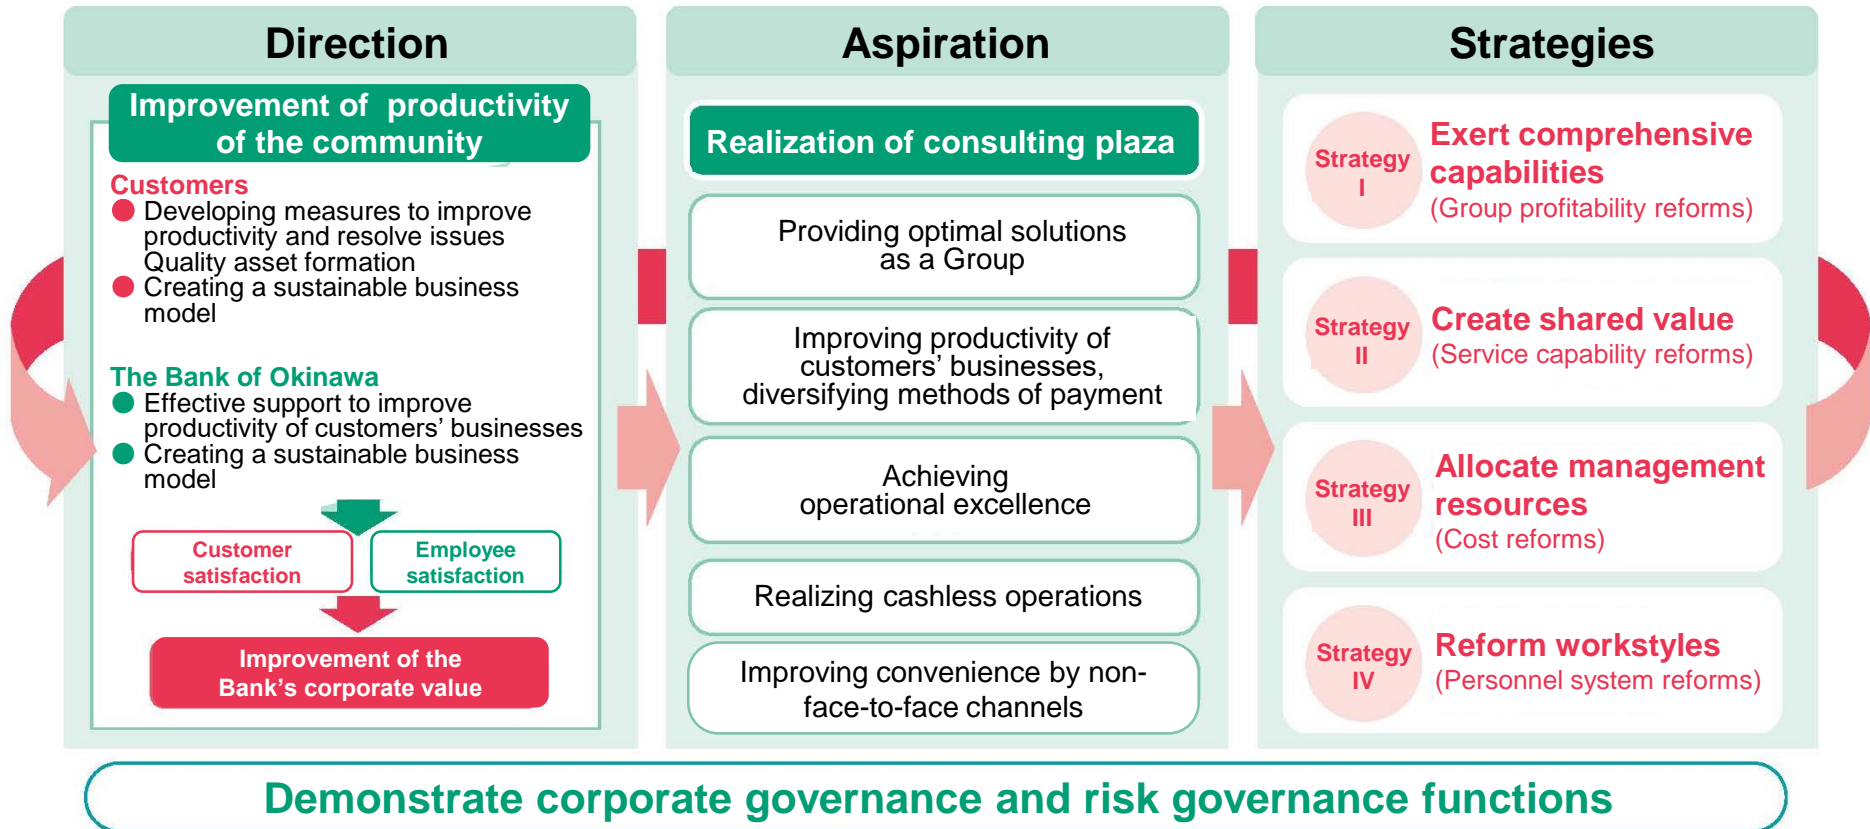 Direction
Improvement of productivity
of the community
Customers
Developing measures to improve
productivity and resolve issues
Quality asset formation
Creating a sustainable business
model
The Bank of Okinawa
Effective support to improve
productivity of customers’ businesses
Creating a sustainable business
model
Customer
satisfaction
Employee
satisfaction
Improvement of the
Bank’s corporate value
Aspiration
Realization of consulting plaza
Providing optimal solutions
as a Group
Improving productivity of
customers’ businesses,
diversifying methods of payment
Achieving
operational excellence
Realizing cashless operations
Improving convenience by non-
face-to-face channels
Strategies
Strategy
I
Exert comprehensive
capabilities
(Group profitability reforms)
Strategy
II
Create shared value
(Service capability reforms)
Strategy
III
Allocate management
resources
(Cost reforms)
Strategy
IV
Reform workstyles
(Personnel system reforms)
Demonstrate corporate governance and risk governance functions